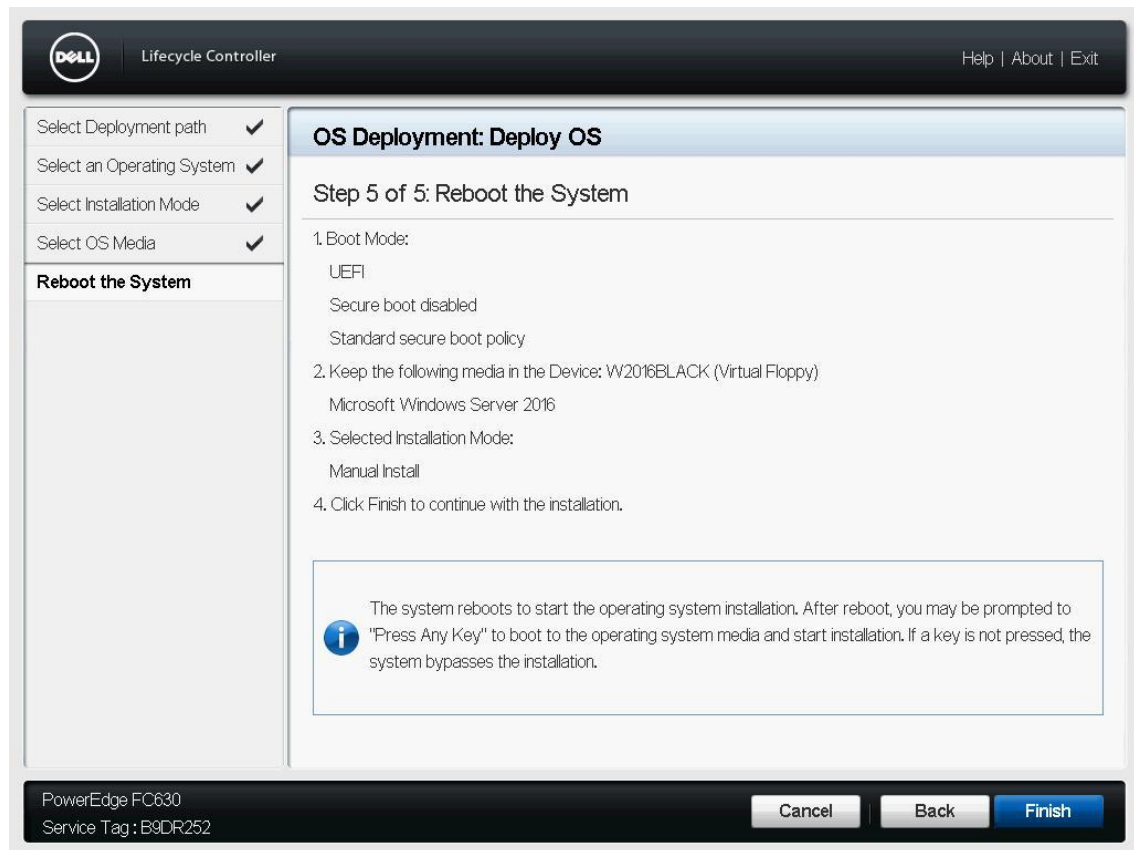 DELL
Lifecycle Controller
Help | About | Exit
Select Deployment path
Select an Operating System
Select Installation Mode
Select OS Media
Reboot the System
OS Deployment: Deploy OS
Step 5 of 5: Reboot the System
1. Boot Mode:
UEFI
Secure boot disabled
Standard secure boot policy
2. Keep the following media in the Device: W2016BLACK (Virtual Floppy)
Microsoft Windows Server 2016
3. Selected Installation Mode:
Manual Install
4. Click Finish to continue with the installation.
The system reboots to start the operating system installation. After reboot, you may be prompted to
"Press Any Key" to boot to the operating system media and start installation. If a key is not pressed, the
system bypasses the installation.
PowerEdge FC630
Service Tag : B9DR252
Cancel
Back
Finish